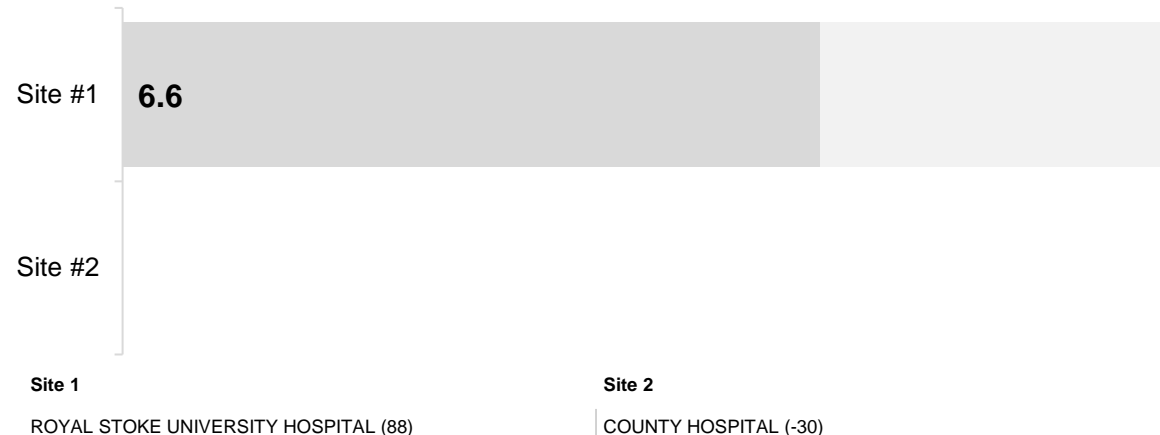 Site #1
6.6
Site #2
Site 1
Site 2
ROYAL STOKE UNIVERSITY HOSPITAL (88)
COUNTY HOSPITAL (-30)